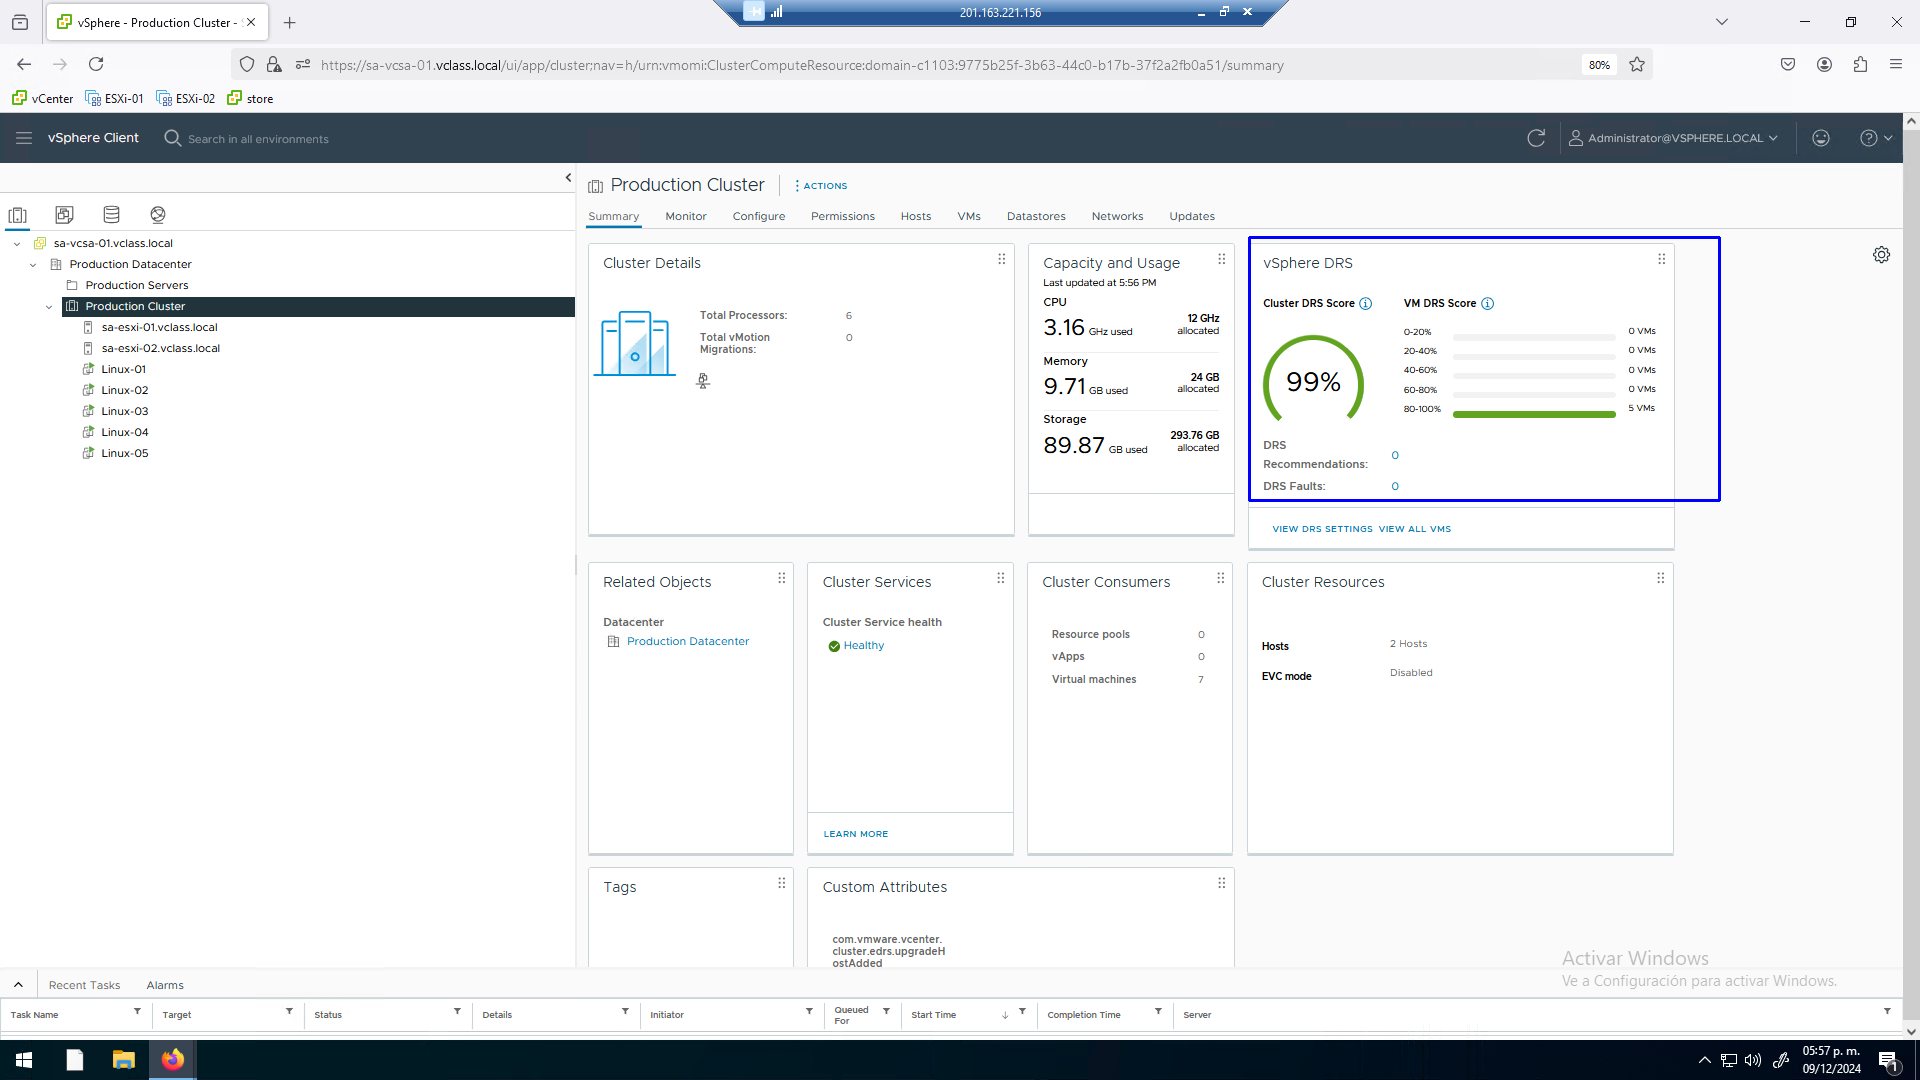 201.163.221.156
vSphere - Production Cluster - S
https://sa-vcsa-01.vclass.local/ui/app/cluster;nav=h/urn:vmomi:ClusterComputeResource:domain-c1103:9775b25f-3b63-44c0-b17b-37f2a2fb0a51/summary
80%
vCenter ESXi-01 ESXi-02 store
vSphere Client
Search in all environments
Administrator@VSPHERE.LOCAL
sa-vcsa-01.vclass.local
Production Datacenter
Production Servers
Production Cluster
sa-esxi-01.vclass.local
sa-esxi-02.vclass.local
Linux-01
Linux-02
Linux-03
Linux-04
Linux-05
Production Cluster
ACTIONS
Summary Monitor Configure Permissions Hosts VMs Datastores Networks Updates
Cluster Details
Total Processors: 6
Total vMotion
Migrations: 0
Capacity and Usage
Last updated at 5:56 PM
CPU
3.16 GHz used
12 GHz
allocated
Memory
9.71 GB used
24 GB
allocated
Storage
89.87 GB used
293.76 GB
allocated
vSphere DRS
Cluster DRS Score
99%
VM DRS Score
0-20% 0 VMs
20-40% 0 VMs
40-60% 0 VMs
60-80% 0 VMs
80-100% 5 VMs
DRS
Recommendations: 0
DRS Faults: 0
VIEW DRS SETTINGS VIEW ALL VMS
Related Objects
Datacenter
Production Datacenter
Cluster Services
Cluster Service health
Healthy
LEARN MORE
Cluster Consumers
Resource pools 0
vApps 0
Virtual machines 7
Cluster Resources
Hosts 2 Hosts
EVC mode Disabled
Tags
Custom Attributes
com.vmware.vcenter.
cluster.edrs.upgradeH
ostAdded
Activar Windows
Ve a Configuración para activar Windows.
Recent Tasks Alarms
Task Name Target Status Details Initiator Queued For Start Time Completion Time Server
05:57 p. m.
09/12/2024
1